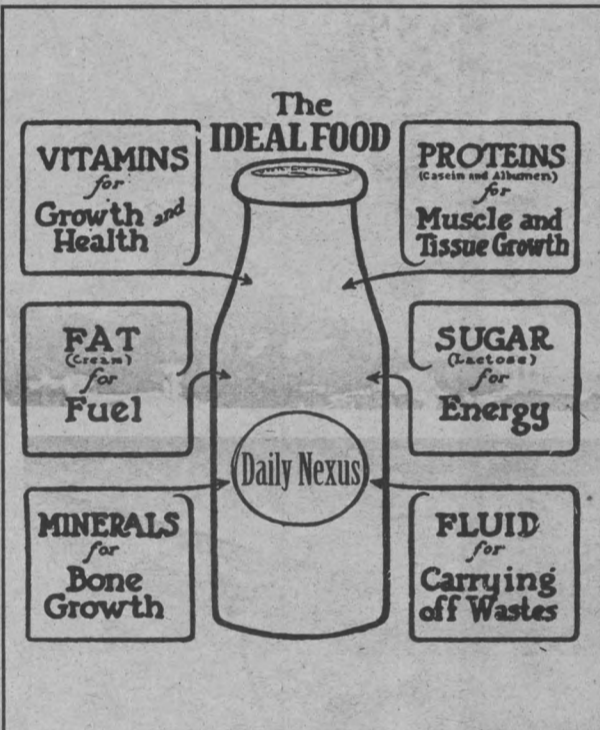 The
IDEAL FOOD
VITAMINS
for
Growth and
Health
PROTEINS
(Casein and Albumen)
for
Muscle and
Tissue Growth
FAT
(Cream)
for
Fuel
SUGAR
(Lactose)
for
Energy
Daily Nexus
MINERALS
for
Bone
Growth
FLUID
for
Carrying
off Wastes